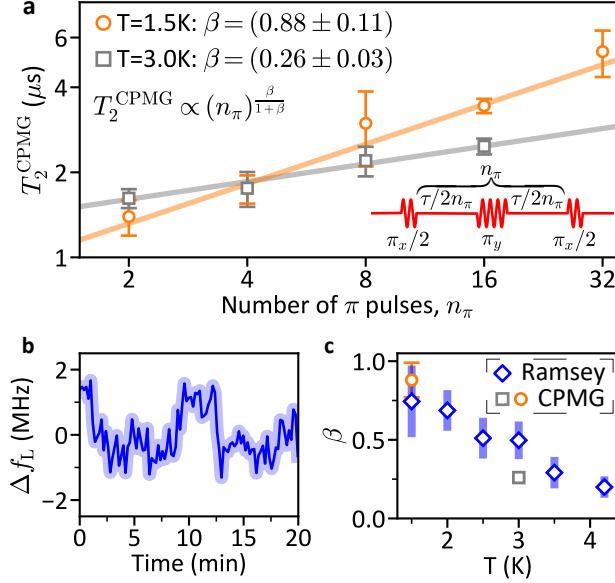 a
T=1.5K: β = (0.88 ± 0.11)
T=3.0K: β = (0.26 ± 0.03)
T₂^CPMG ∝ (n_π)^(β/(1+β))
T₂^CPMG (μs)
6
4
2
1
n_π
τ/2n_π τ/2n_π
π_x/2 π_y π_x/2
2 4 8 16 32
Number of π pulses, n_π
b
Δf_L (MHz)
2
0
−2
0 5 10 15 20
Time (min)
c
Ramsey
CPMG
β
1.0
0.5
0.0
2 3 4
T (K)